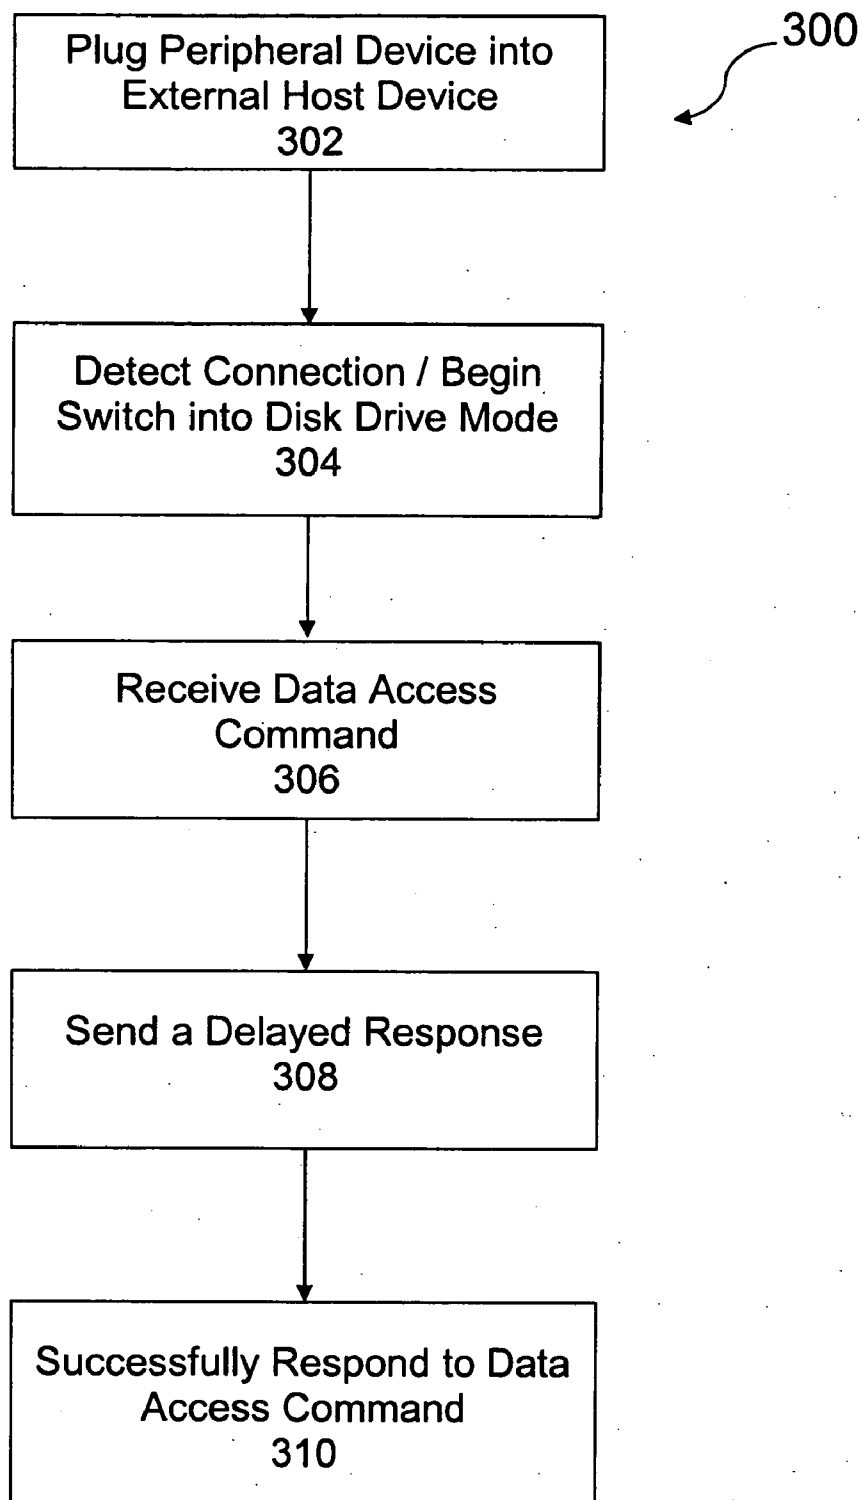 300
Plug Peripheral Device into
External Host Device
302
Detect Connection / Begin
Switch into Disk Drive Mode
304
Receive Data Access
Command
306
Send a Delayed Response
308
Successfully Respond to Data
Access Command
310